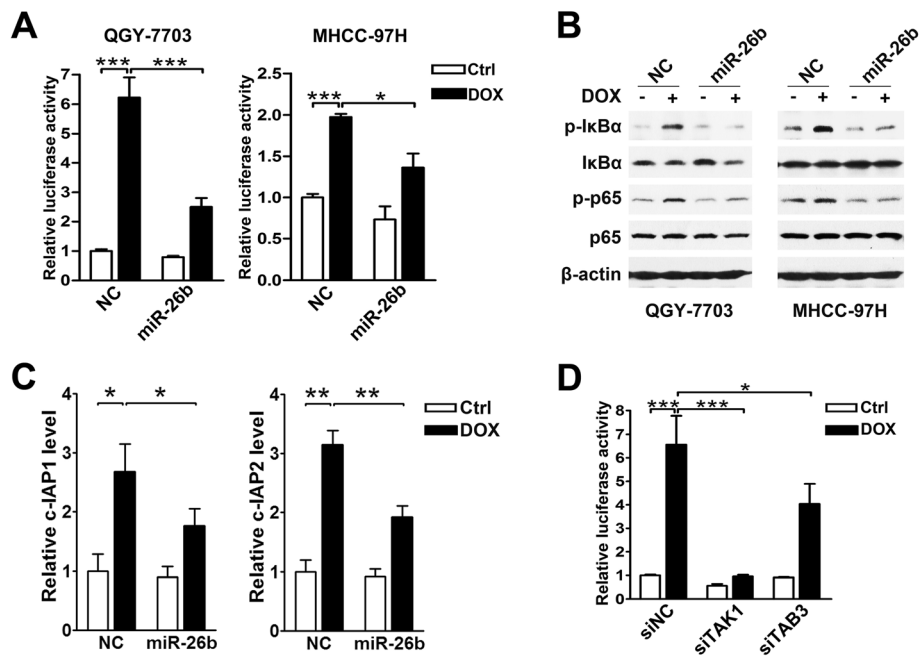 A
QGY-7703
MHCC-97H
Relative luciferase activity
7
6
5
4
3
2
1
0
*** ***
NC
miR-26b
Relative luciferase activity
2.5
2.0
1.5
1.0
0.5
0.0
*** *
NC
miR-26b
Ctrl
DOX
B
NC miR-26b NC miR-26b
DOX - + - + - + - +
p-IκBα
IκBα
p-p65
p65
β-actin
QGY-7703 MHCC-97H
C
Relative c-IAP1 level
4
3
2
1
0
* *
NC miR-26b
Relative c-IAP2 level
4
3
2
1
0
** **
NC miR-26b
Ctrl
DOX
D
Relative luciferase activity
8
7
6
5
4
3
2
1
0
*** *** *
siNC
siTAK1
siTAB3
Ctrl
DOX